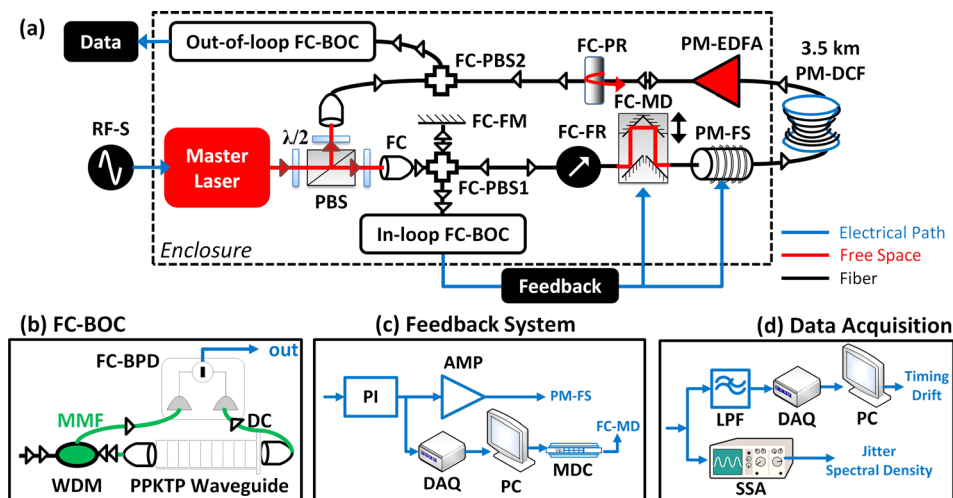 (a)
Data
Out-of-loop FC-BOC
FC-PBS2
FC-PR
PM-EDFA
3.5 km
PM-DCF
RF-S
Master
Laser
λ/2
PBS
FC
FC-FM
FC-PBS1
FC-FR
FC-MD
PM-FS
In-loop FC-BOC
Enclosure
Feedback
Electrical Path
Free Space
Fiber
(b) FC-BOC
FC-BPD
out
MMF
DC
WDM
PPKTP Waveguide
(c) Feedback System
PI
AMP
PM-FS
FC-MD
DAQ
PC
MDC
(d) Data Acquisition
LPF
DAQ
PC
Timing
Drift
SSA
Jitter
Spectral Density